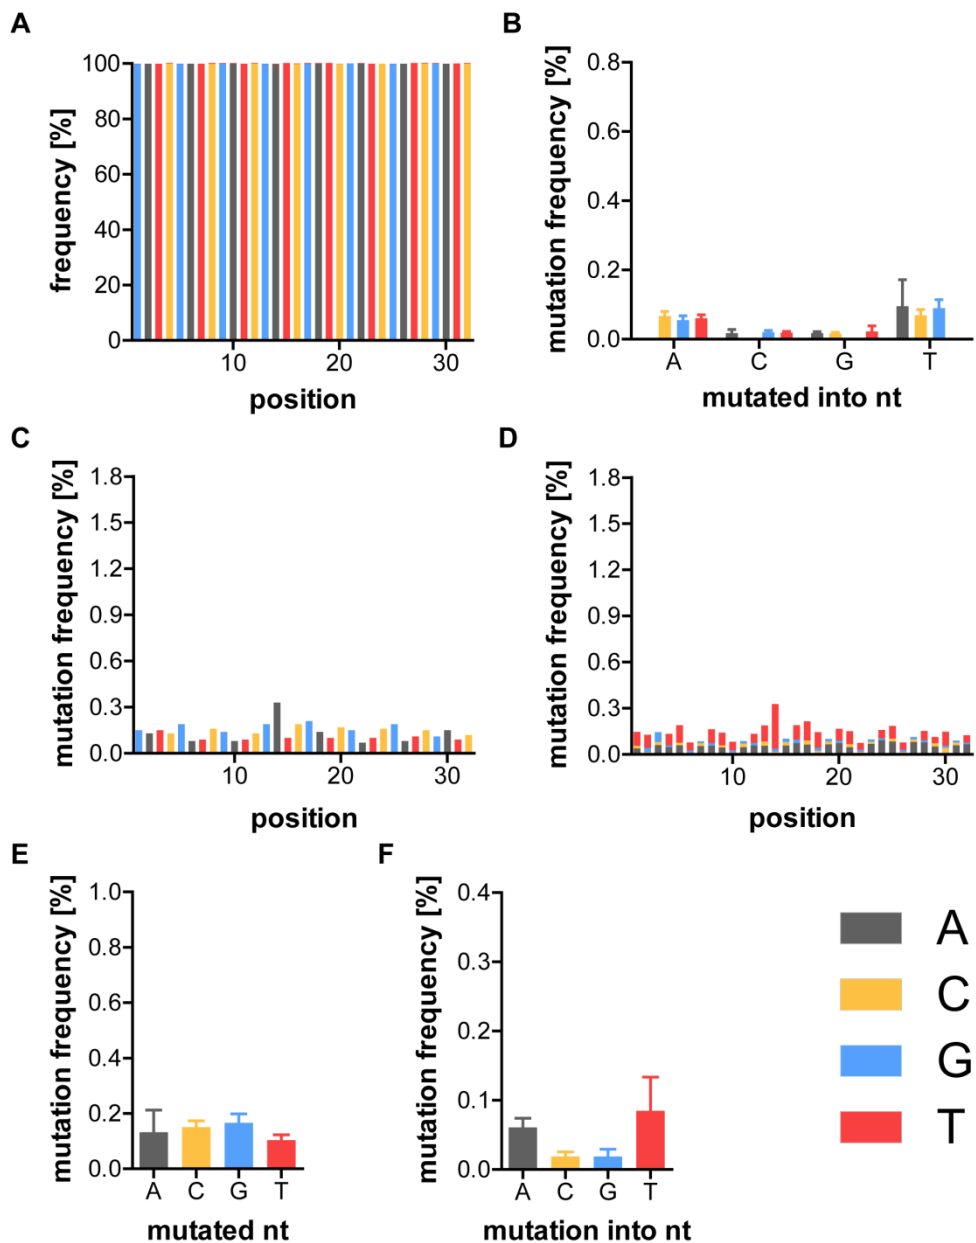 A
frequency [%]
100
80
60
40
20
0
10 20 30
position
B
mutation frequency [%]
0.8
0.6
0.4
0.2
0.0
A C G T
mutated into nt
C
mutation frequency [%]
1.8
1.5
1.2
0.9
0.6
0.3
0.0
10 20 30
position
D
mutation frequency [%]
1.8
1.5
1.2
0.9
0.6
0.3
0.0
10 20 30
position
E
mutation frequency [%]
1.0
0.8
0.6
0.4
0.2
0.0
A C G T
mutated nt
F
mutation frequency [%]
0.4
0.3
0.2
0.1
0.0
A C G T
mutation into nt
A
C
G
T